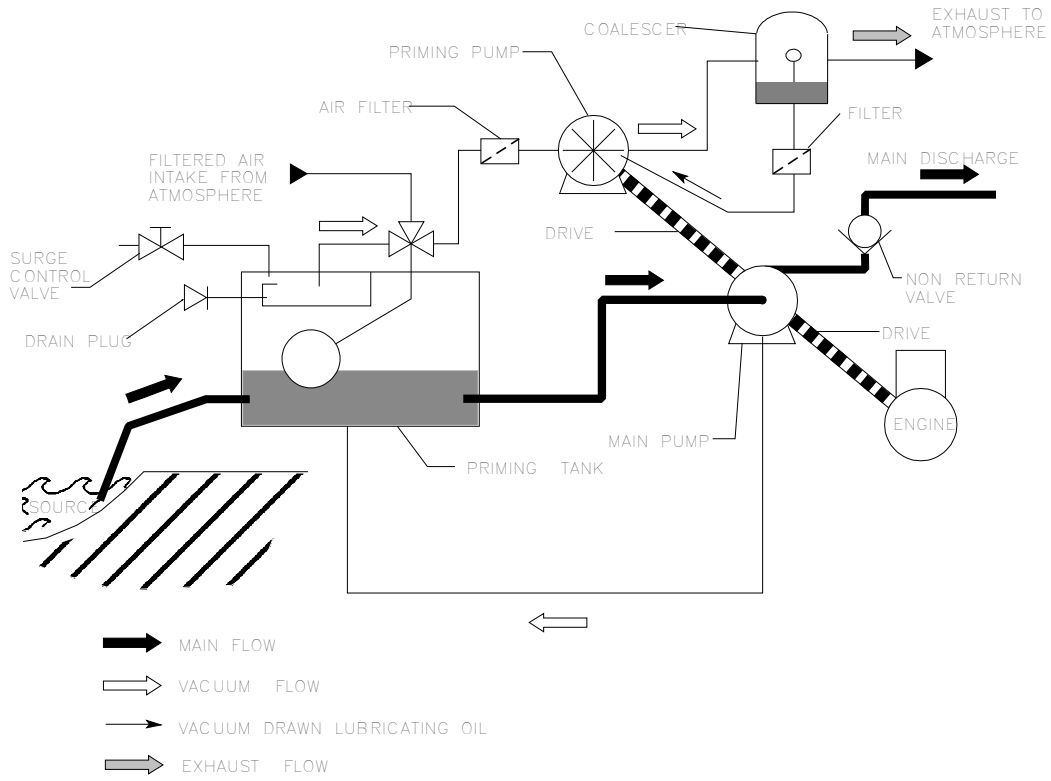 COALESCER
EXHAUST TO
ATMOSPHERE
PRIMING PUMP
AIR FILTER
FILTER
FILTERED AIR
INTAKE FROM
ATMOSPHERE
MAIN DISCHARGE
DRIVE
SURGE
CONTROL
VALVE
NON RETURN
VALVE
DRAIN PLUG
DRIVE
ENGINE
MAIN PUMP
PRIMING TANK
SOURCE
MAIN FLOW
VACUUM FLOW
VACUUM DRAWN LUBRICATING OIL
EXHAUST FLOW